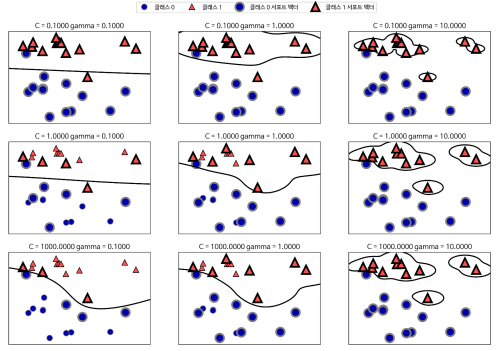 클래스 0 클래스 1 클래스 0 서포트 벡터 클래스 1 서포트 벡터
C = 0.1000 gamma = 0.1000 C = 0.1000 gamma = 1.0000 C = 0.1000 gamma = 10.0000
C = 1.0000 gamma = 0.1000 C = 1.0000 gamma = 1.0000 C = 1.0000 gamma = 10.0000
C = 1000.0000 gamma = 0.1000 C = 1000.0000 gamma = 1.0000 C = 1000.0000 gamma = 10.0000